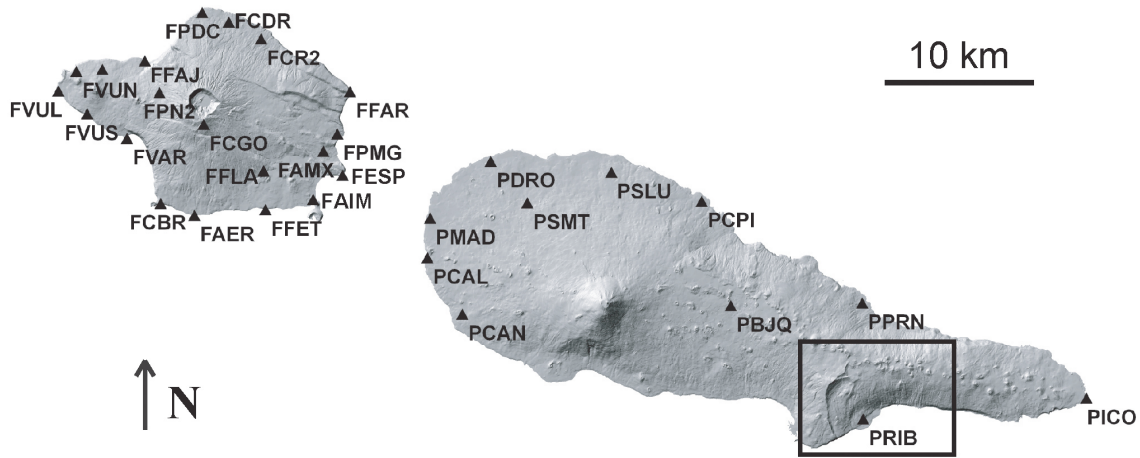 FCDR
FPDC
10 km
FCR2
FFAJ
FVUN
FPN2
FFAR
FVUL
FVUS
FCGO
FVAR
FPMG
FFLA
FAMX
FESP
PDRO
PSLU
FAIM
FCBR
FAER
FFET
PSMT
PCPI
PMAD
PCAL
PCAN
PBJQ
PPRN
N
PICO
PRIB